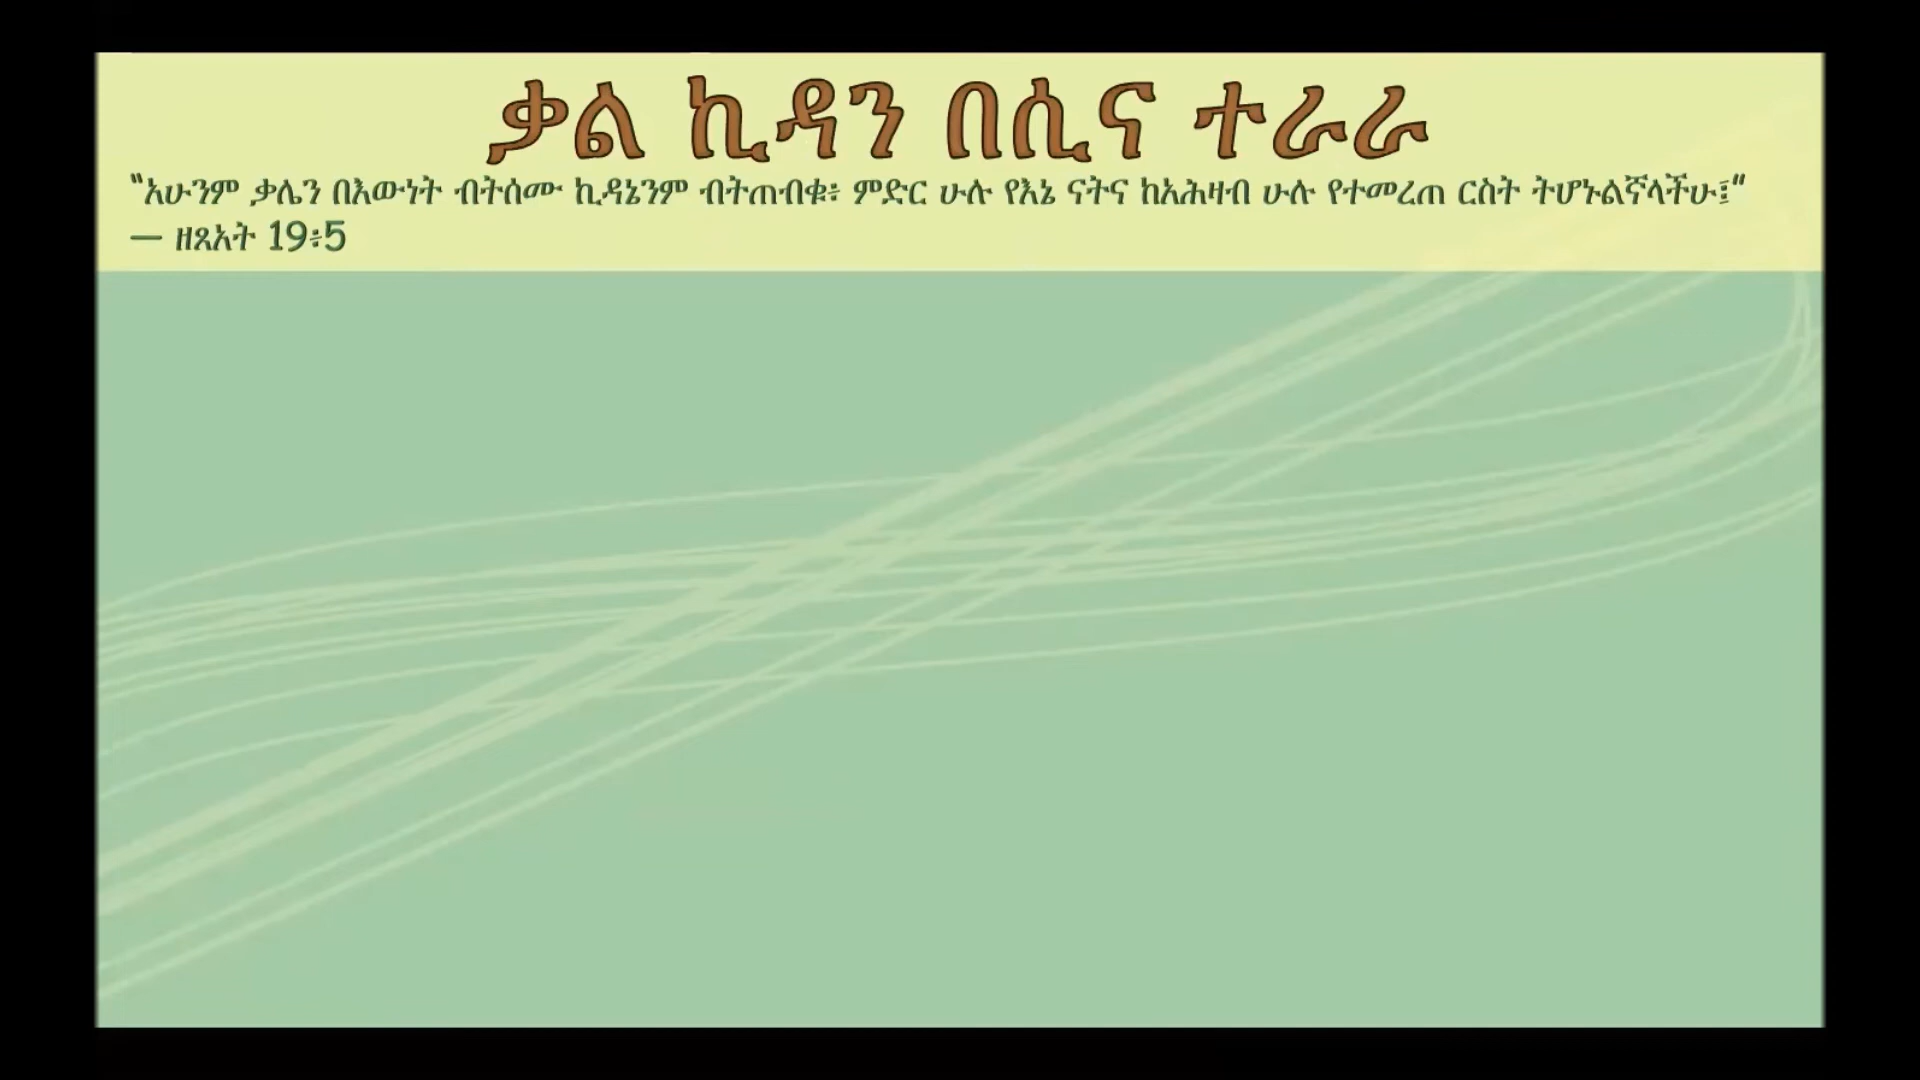 ቃል ኪዳን በሲና ተራራ
"አሁንም ቃሌን በእውነት ብትሰሙ ኪዳኔንም ብትጠብቁ፥ ምድር ሁሉ የእኔ ናትና ከአሕዛብ ሁሉ የተመረጠ ርስት ትሆኑልኛላችሁ፤"
— ዘጸአት 19፥5